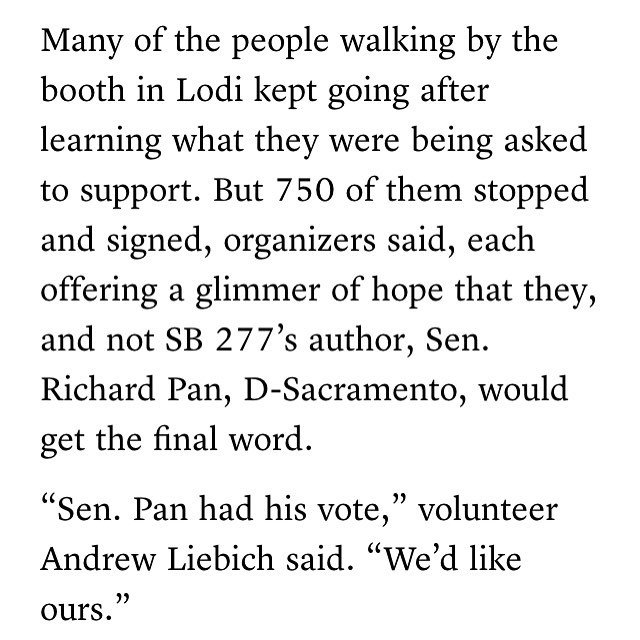 Many of the people walking by the
booth in Lodi kept going after
learning what they were being asked
to support. But 750 of them stopped
and signed, organizers said, each
offering a glimmer of hope that they,
and not SB 277’s author, Sen.
Richard Pan, D-Sacramento, would
get the final word.
“Sen. Pan had his vote,” volunteer
Andrew Liebich said. “We’d like
ours.”